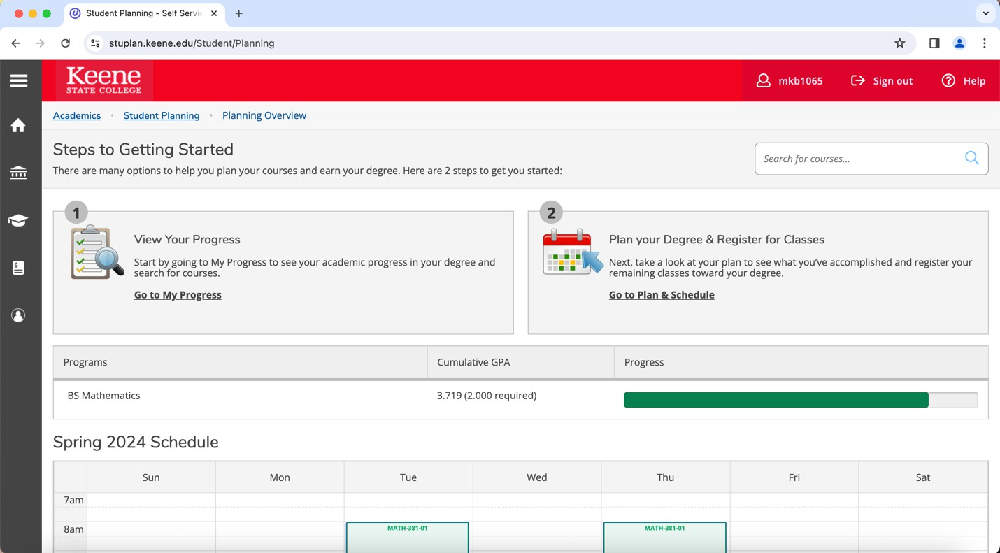 Student Planning - Self Servic
stuplan.keene.edu/Student/Planning
Keene
STATE COLLEGE
mkb1065
Sign out
Help
Academics • Student Planning • Planning Overview
Steps to Getting Started
There are many options to help you plan your courses and earn your degree. Here are 2 steps to get you started:
Search for courses...
1
View Your Progress
Start by going to My Progress to see your academic progress in your degree and
search for courses.
Go to My Progress
2
Plan your Degree & Register for Classes
Next, take a look at your plan to see what you've accomplished and register your
remaining classes toward your degree.
Go to Plan & Schedule
Programs Cumulative GPA Progress
BS Mathematics 3.719 (2.000 required)
Spring 2024 Schedule
Sun Mon Tue Wed Thu Fri Sat
7am
8am MATH-381-01 MATH-381-01